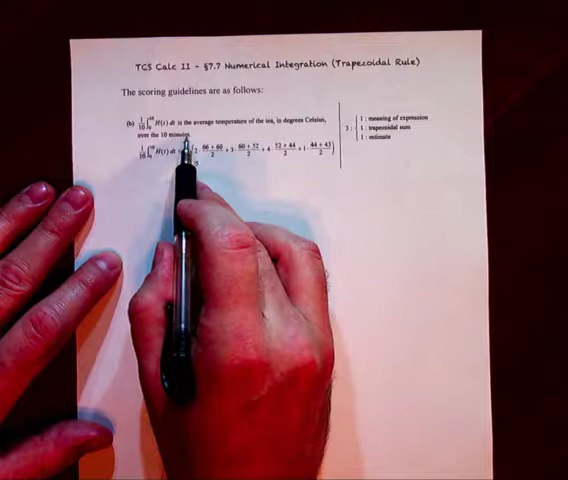 TCS Calc II - §7.7 Numerical Integration (Trapezoidal Rule)
The scoring guidelines are as follows:
(b) 1/10 ∫₀¹⁰ H(t) dt is the average temperature of the tea, in degrees Celsius,
over the 10 minutes.
1/10 ∫₀¹⁰ H(t) dt (2 · (66 + 60)/2 + 3 · (60 + 52)/2 + 4 · (52 + 44)/2 + 1 · (44 + 43)/2)
3 : { 1 : meaning of expression
1 : trapezoidal sum
1 : estimate